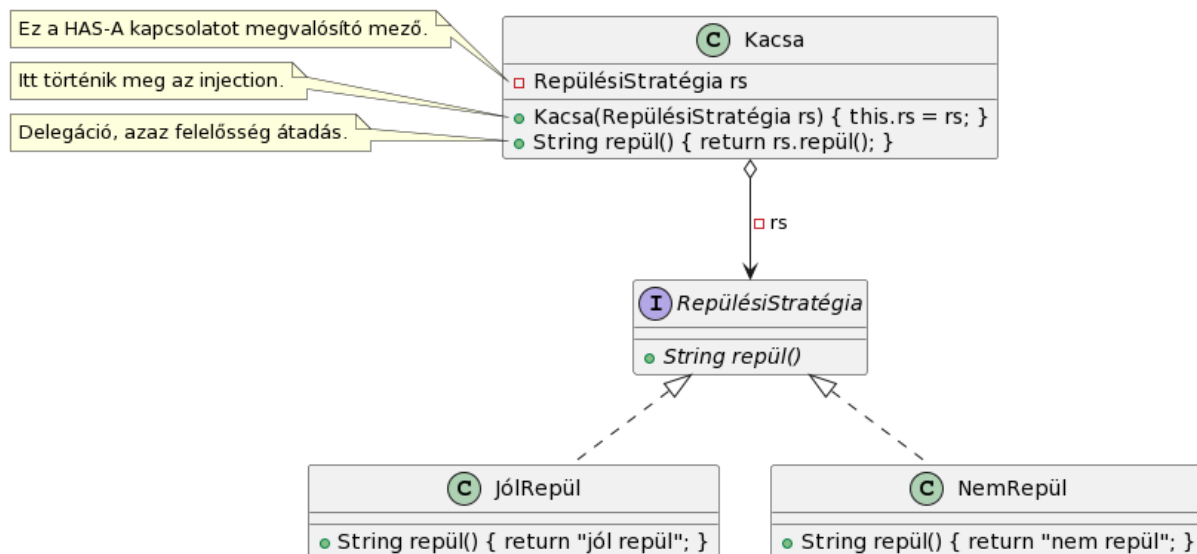 Ez a HAS-A kapcsolatot megvalósító mező.
Itt történik meg az injection.
Delegáció, azaz felelősség átadás.
C Kacsa
RepülésiStratégia rs
Kacsa(RepülésiStratégia rs) { this.rs = rs; }
String repül() { return rs.repül(); }
rs
I RepülésiStratégia
String repül()
C JólRepül
String repül() { return "jól repül"; }
C NemRepül
String repül() { return "nem repül"; }